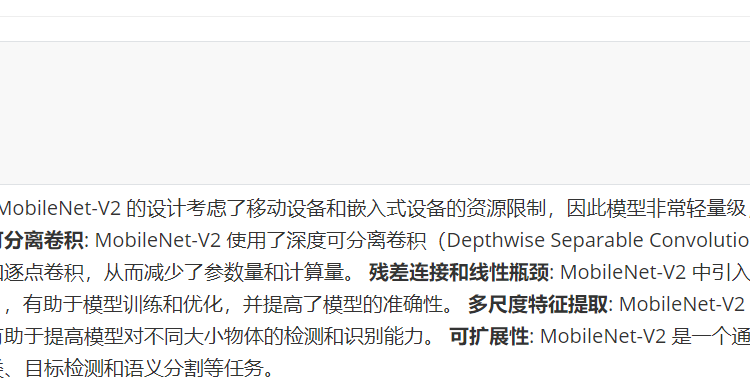 MobileNet-V2 的设计考虑了移动设备和嵌入式设备的资源限制，因此模型非常轻量级，
可分离卷积: MobileNet-V2 使用了深度可分离卷积（Depthwise Separable Convolutio
和逐点卷积，从而减少了参数量和计算量。 残差连接和线性瓶颈: MobileNet-V2 中引入
，有助于模型训练和优化，并提高了模型的准确性。 多尺度特征提取: MobileNet-V2
有助于提高模型对不同大小物体的检测和识别能力。 可扩展性: MobileNet-V2 是一个通
类、目标检测和语义分割等任务。